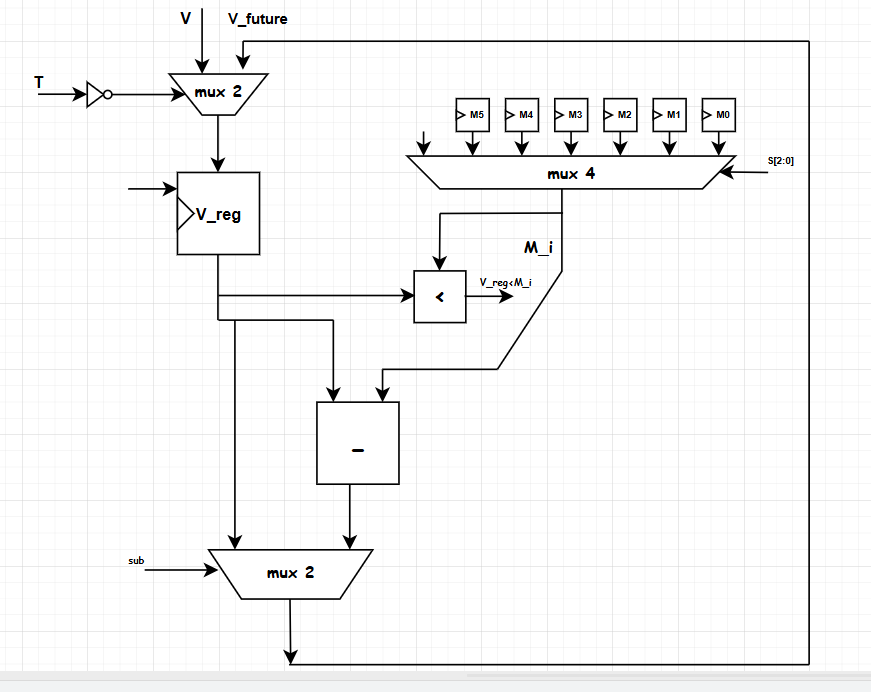 V V_future
T
mux 2
M5 M4 M3 M2 M1 M0
S[2:0]
mux 4
V_reg
M_i
V_reg<M_i
<
-
sub
mux 2